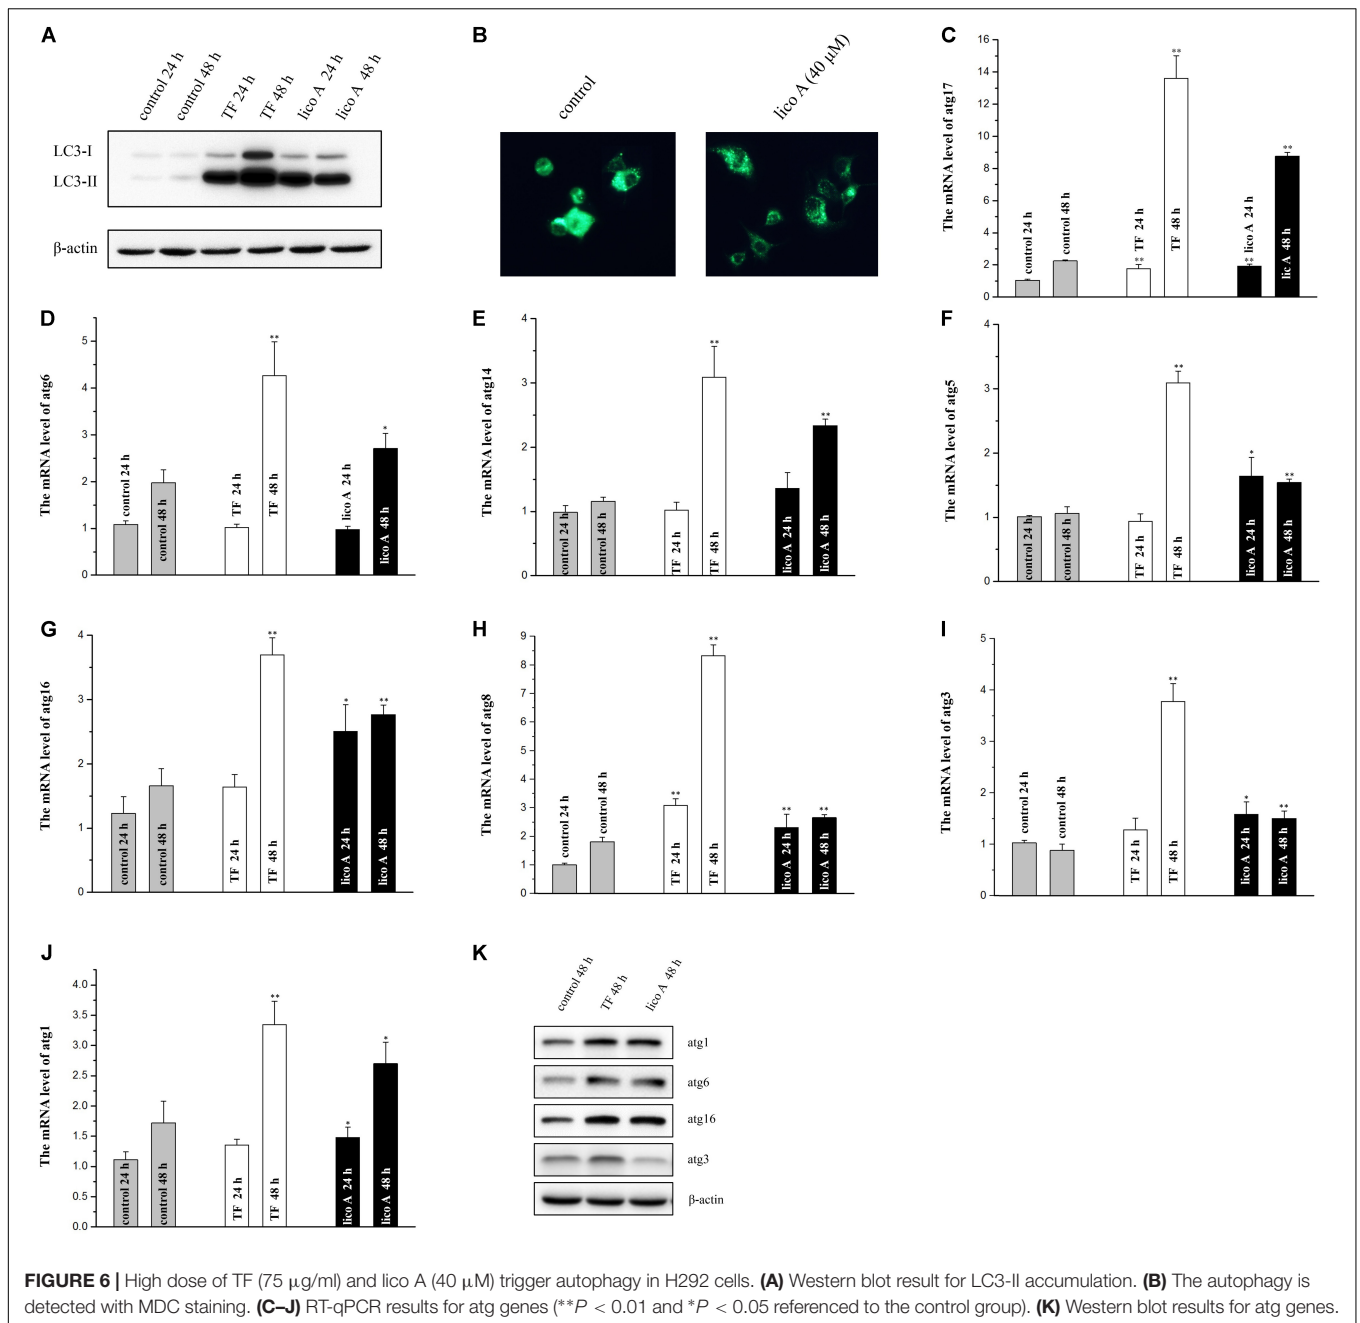 A
control 24 h
control 48 h
TF 24 h
TF 48 h
lico A 24 h
lico A 48 h
LC3-I
LC3-II
β-actin
B
control
lico A (40 μM)
C
The mRNA level of atg17
16
14
12
10
8
6
4
2
0
control 24 h
control 48 h
**
TF 24 h
**
TF 48 h
**
lico A 24 h
**
lic A 48 h
D
The mRNA level of atg6
5
4
3
2
1
0
control 24 h
control 48 h
TF 24 h
**
TF 48 h
lico A 24 h
*
lico A 48 h
E
The mRNA level of atg14
4
3
2
1
0
control 24 h
control 48 h
TF 24 h
**
TF 48 h
lico A 24 h
**
lico A 48 h
F
The mRNA level of atg5
4
3
2
1
0
control 24 h
control 48 h
TF 24 h
**
TF 48 h
*
lico A 24 h
**
lico A 48 h
G
The mRNA level of atg16
4
3
2
1
0
control 24 h
control 48 h
TF 24 h
**
TF 48 h
*
lico A 24 h
**
lico A 48 h
H
The mRNA level of atg8
9
8
7
6
5
4
3
2
1
0
control 24 h
control 48 h
**
TF 24 h
**
TF 48 h
**
lico A 24 h
**
lico A 48 h
I
The mRNA level of atg3
5
4
3
2
1
0
control 24 h
control 48 h
TF 24 h
**
TF 48 h
*
lico A 24 h
**
lico A 48 h
J
The mRNA level of atg1
4.0
3.5
3.0
2.5
2.0
1.5
1.0
0.5
0.0
control 24 h
control 48 h
TF 24 h
**
TF 48 h
*
lico A 24 h
*
lico A 48 h
K
control 48 h
TF 48 h
lico A 48 h
atg1
atg6
atg16
atg3
β-actin
FIGURE 6 | High dose of TF (75 μg/ml) and lico A (40 μM) trigger autophagy in H292 cells. (A) Western blot result for LC3-II accumulation. (B) The autophagy is
detected with MDC staining. (C–J) RT-qPCR results for atg genes (**P < 0.01 and *P < 0.05 referenced to the control group). (K) Western blot results for atg genes.